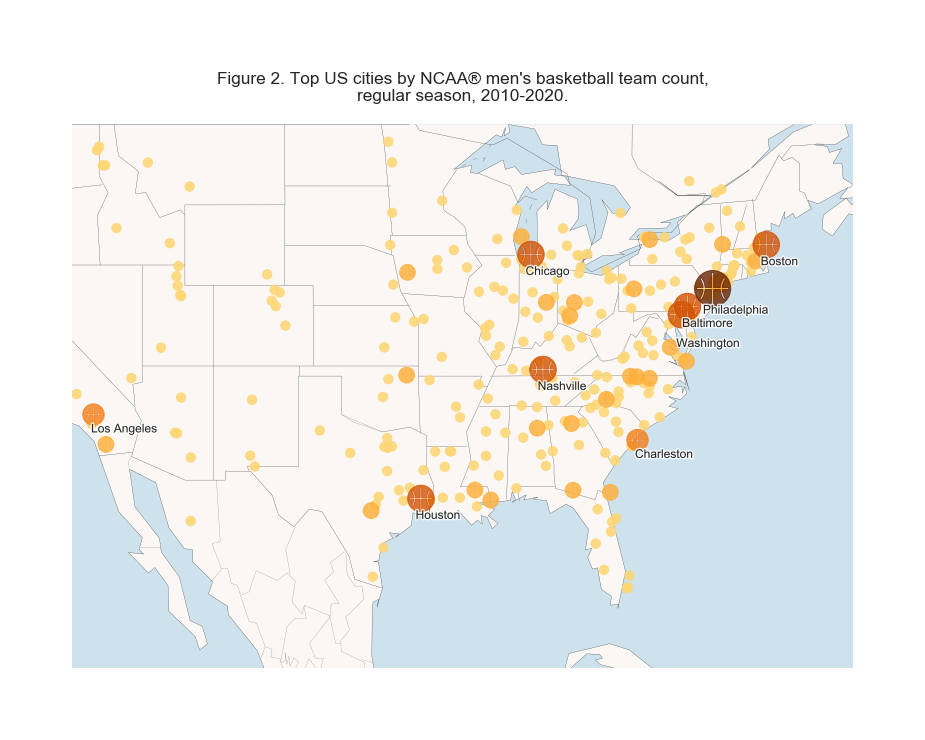 Figure 2. Top US cities by NCAA® men's basketball team count,
regular season, 2010-2020.
Boston
Chicago
Philadelphia
Baltimore
Washington
Nashville
Los Angeles
Charleston
Houston